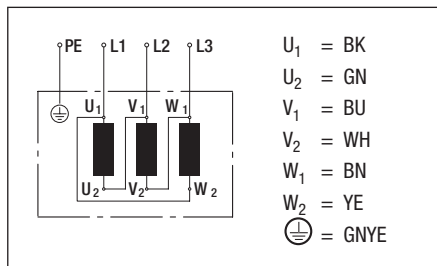 PE L1 L2 L3
U1 V1 W1
U2 V2 W2
U1 = BK
U2 = GN
V1 = BU
V2 = WH
W1 = BN
W2 = YE
= GNYE